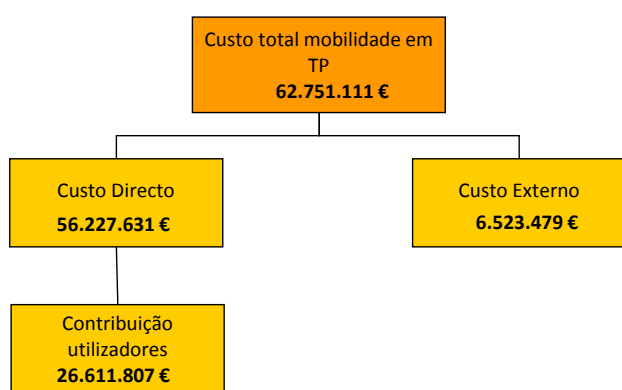 Custo total mobilidade em
TP
62.751.111 €
Custo Directo
56.227.631 €
Custo Externo
6.523.479 €
Contribuição
utilizadores
26.611.807 €